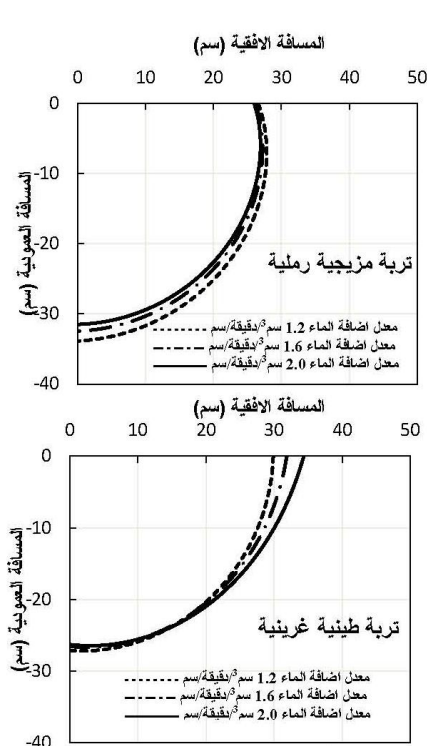 المسافة الافقية (سم)
0 10 20 30 40 50
0
-10
-20
-30
-40
المسافة العمودية (سم)
تربة مزيجية رملية
معدل اضافة الماء 1.2 سم³/دقيقة/سم
معدل اضافة الماء 1.6 سم³/دقيقة/سم
معدل اضافة الماء 2.0 سم³/دقيقة/سم
المسافة الافقية (سم)
0 10 20 30 40 50
0
-10
-20
-30
-40
المسافة العمودية (سم)
تربة طينية غرينية
معدل اضافة الماء 1.2 سم³/دقيقة/سم
معدل اضافة الماء 1.6 سم³/دقيقة/سم
معدل اضافة الماء 2.0 سم³/دقيقة/سم